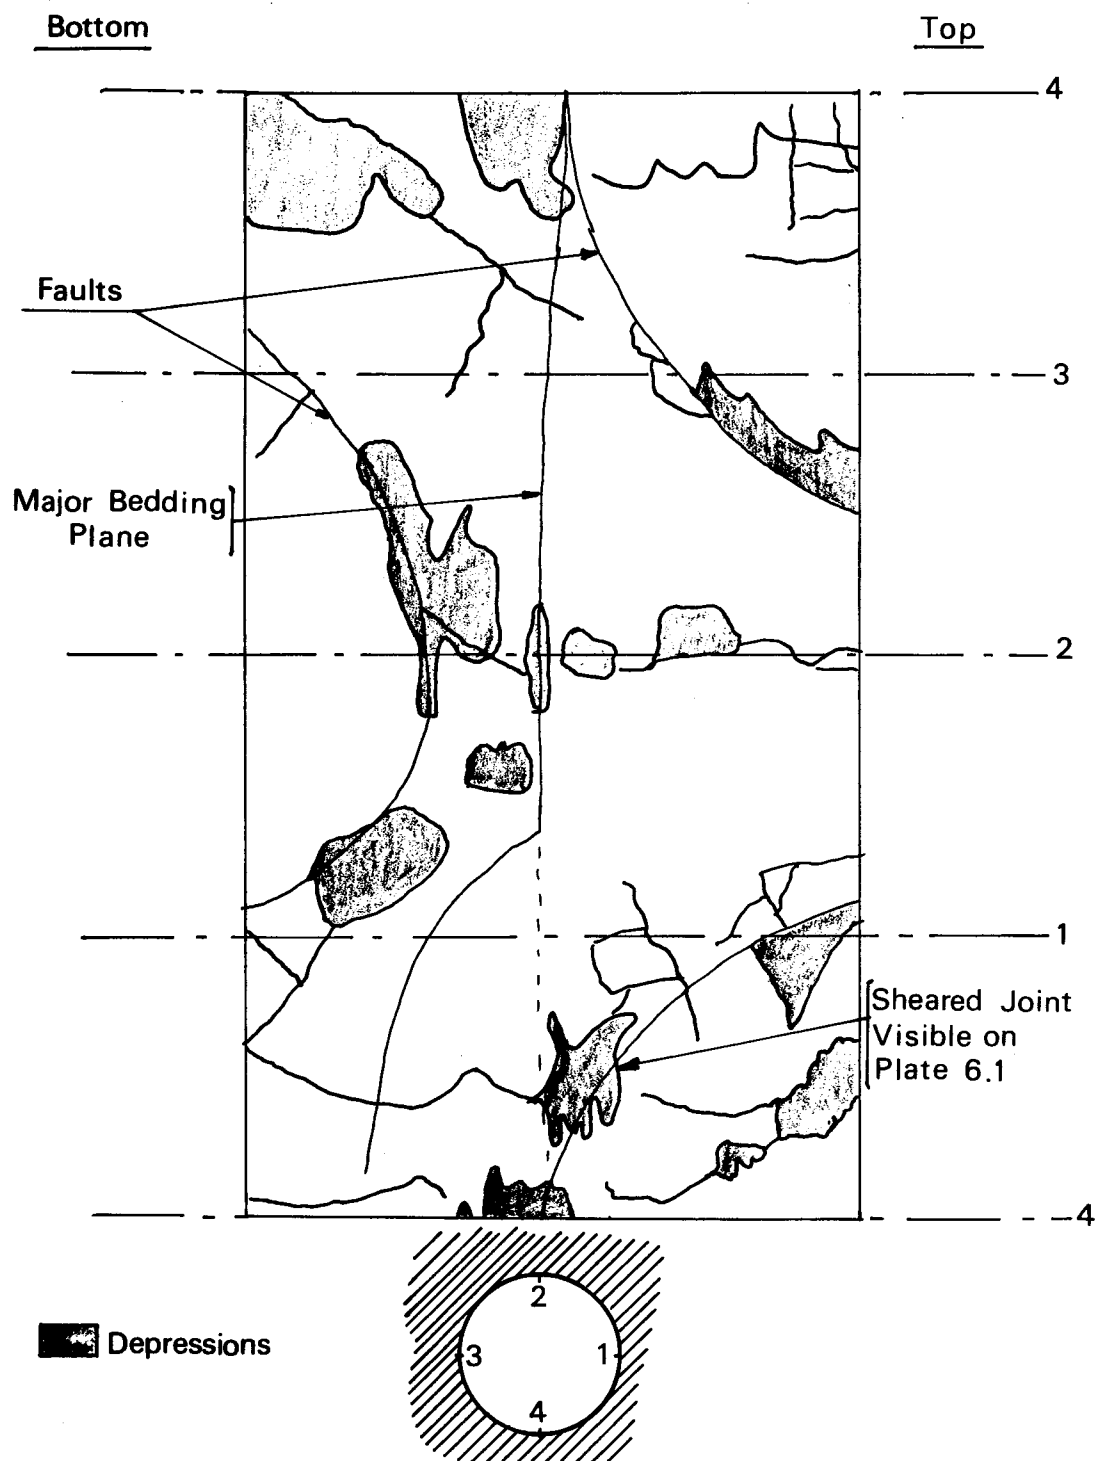 Bottom
Top
4
Faults
3
Major Bedding
Plane
2
1
Sheared Joint
Visible on
Plate 6.1
4
2
3
1
4
Depressions